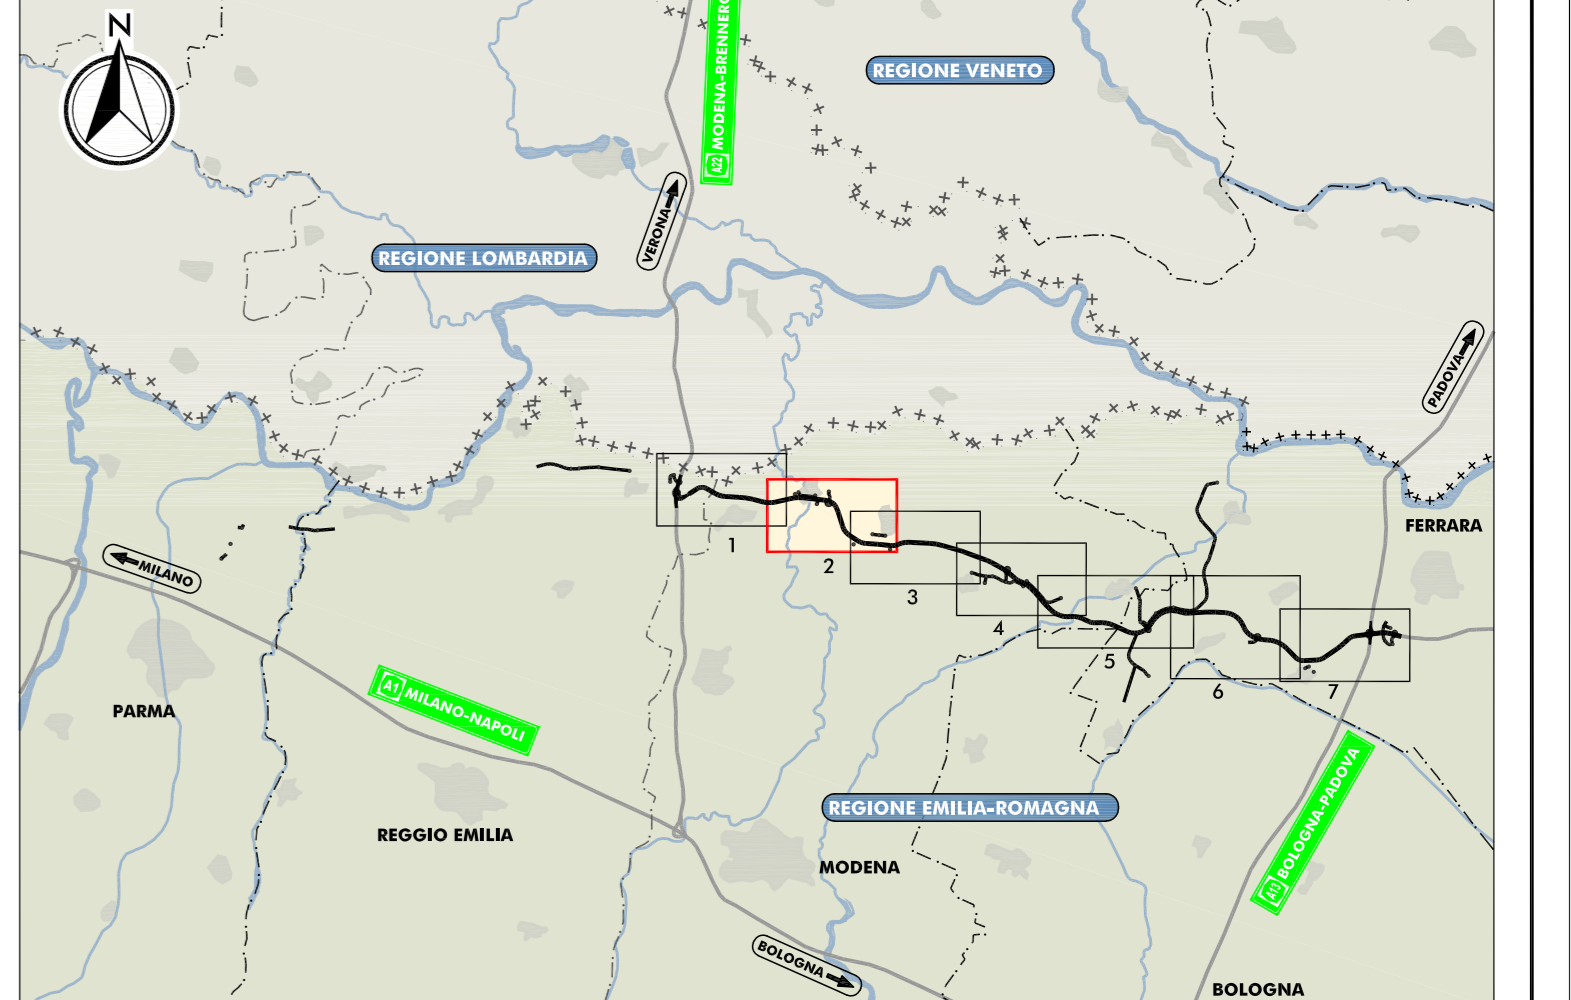 N
A22 MODENA-BRENNERO
REGIONE VENETO
VERONA
REGIONE LOMBARDIA
PADOVA
FERRARA
MILANO
1
2
3
4
5
6
7
PARMA
A1 MILANO-NAPOLI
REGIONE EMILIA-ROMAGNA
REGGIO EMILIA
MODENA
A13 BOLOGNA-PADOVA
BOLOGNA
BOLOGNA